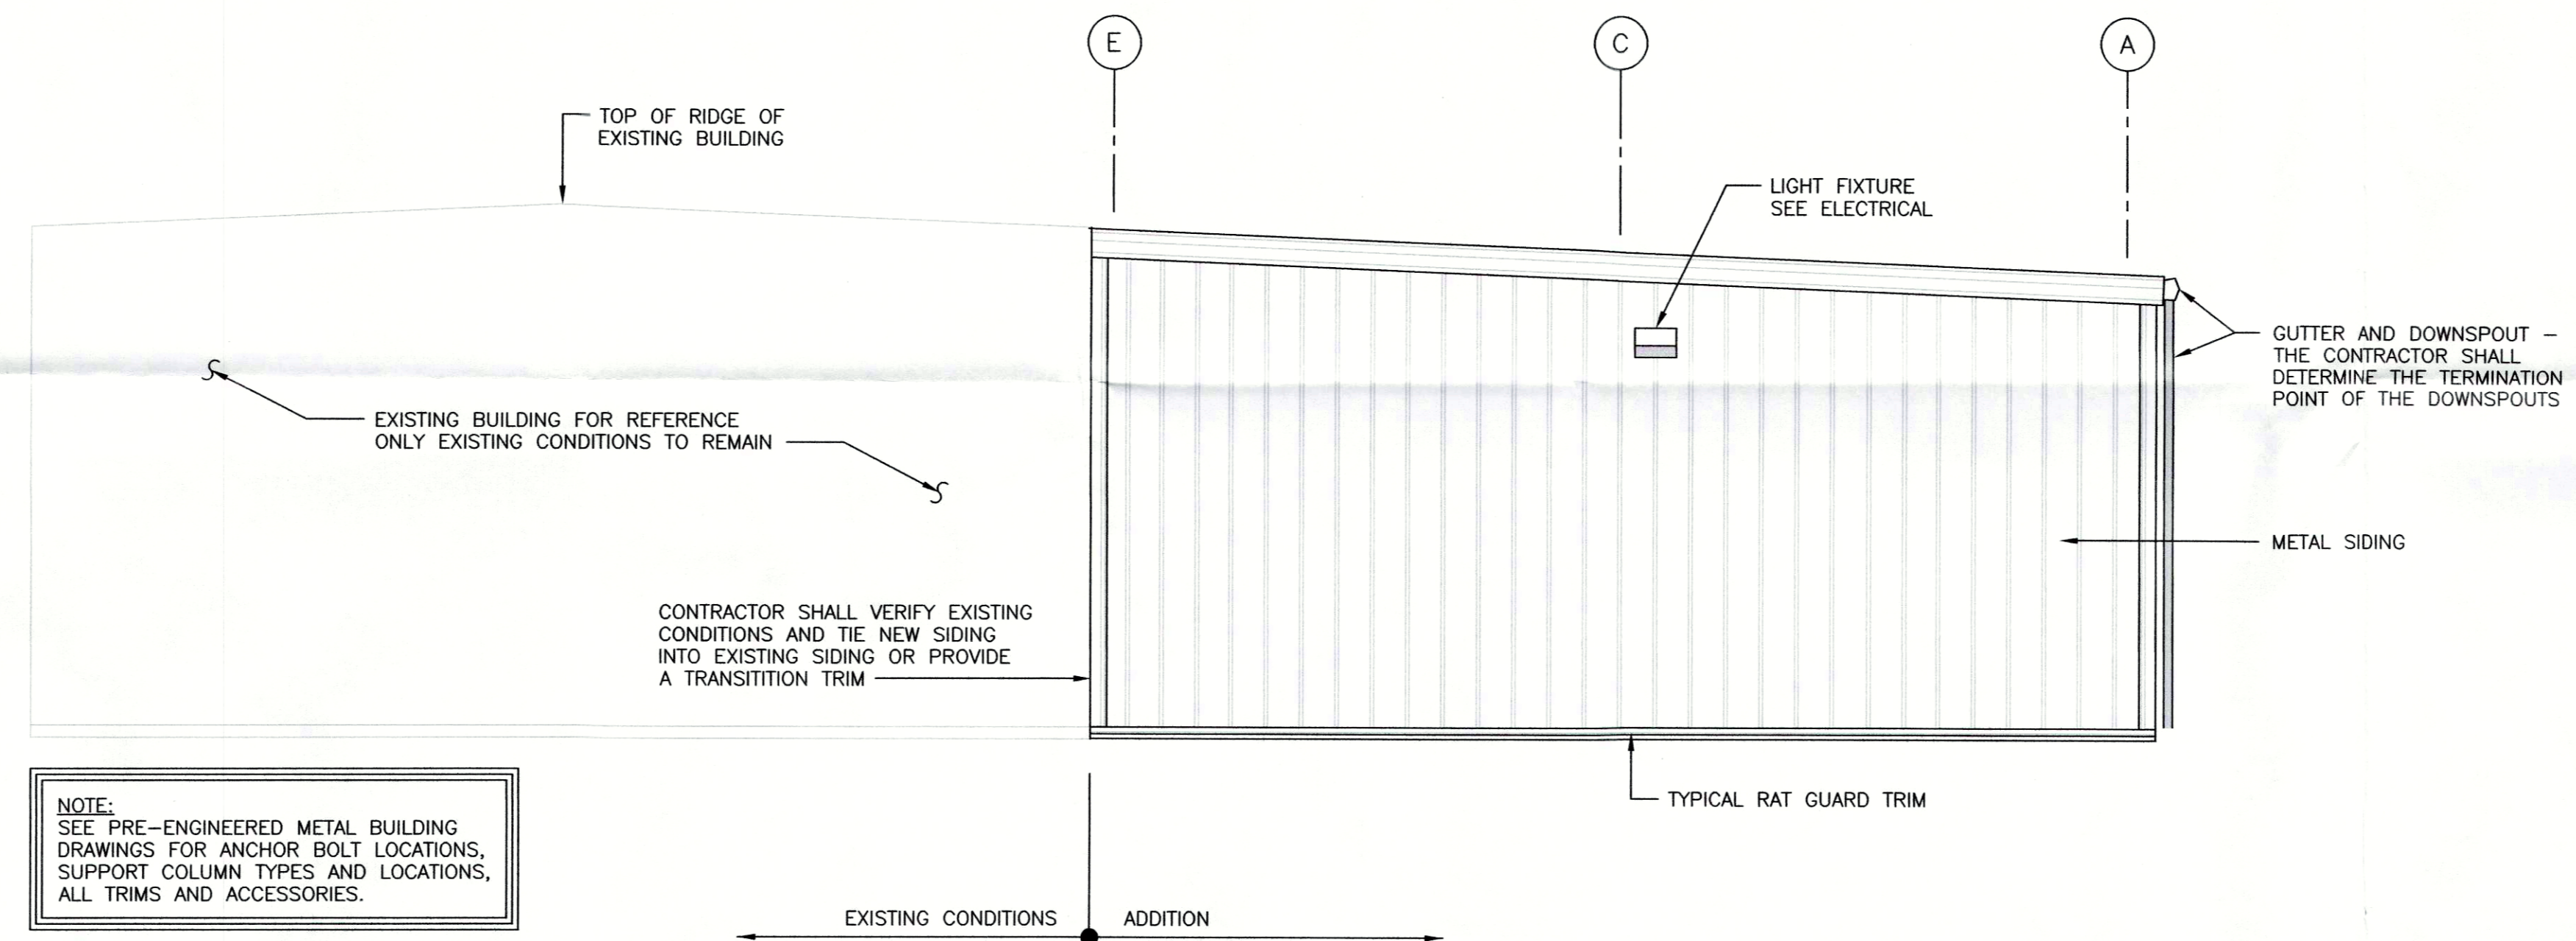 E
C
A
TOP OF RIDGE OF
EXISTING BUILDING
LIGHT FIXTURE
SEE ELECTRICAL
GUTTER AND DOWNSPOUT –
THE CONTRACTOR SHALL
DETERMINE THE TERMINATION
POINT OF THE DOWNSPOUTS
EXISTING BUILDING FOR REFERENCE
ONLY EXISTING CONDITIONS TO REMAIN
METAL SIDING
CONTRACTOR SHALL VERIFY EXISTING
CONDITIONS AND TIE NEW SIDING
INTO EXISTING SIDING OR PROVIDE
A TRANSITITION TRIM
TYPICAL RAT GUARD TRIM
NOTE:
SEE PRE–ENGINEERED METAL BUILDING
DRAWINGS FOR ANCHOR BOLT LOCATIONS,
SUPPORT COLUMN TYPES AND LOCATIONS,
ALL TRIMS AND ACCESSORIES.
EXISTING CONDITIONS
ADDITION